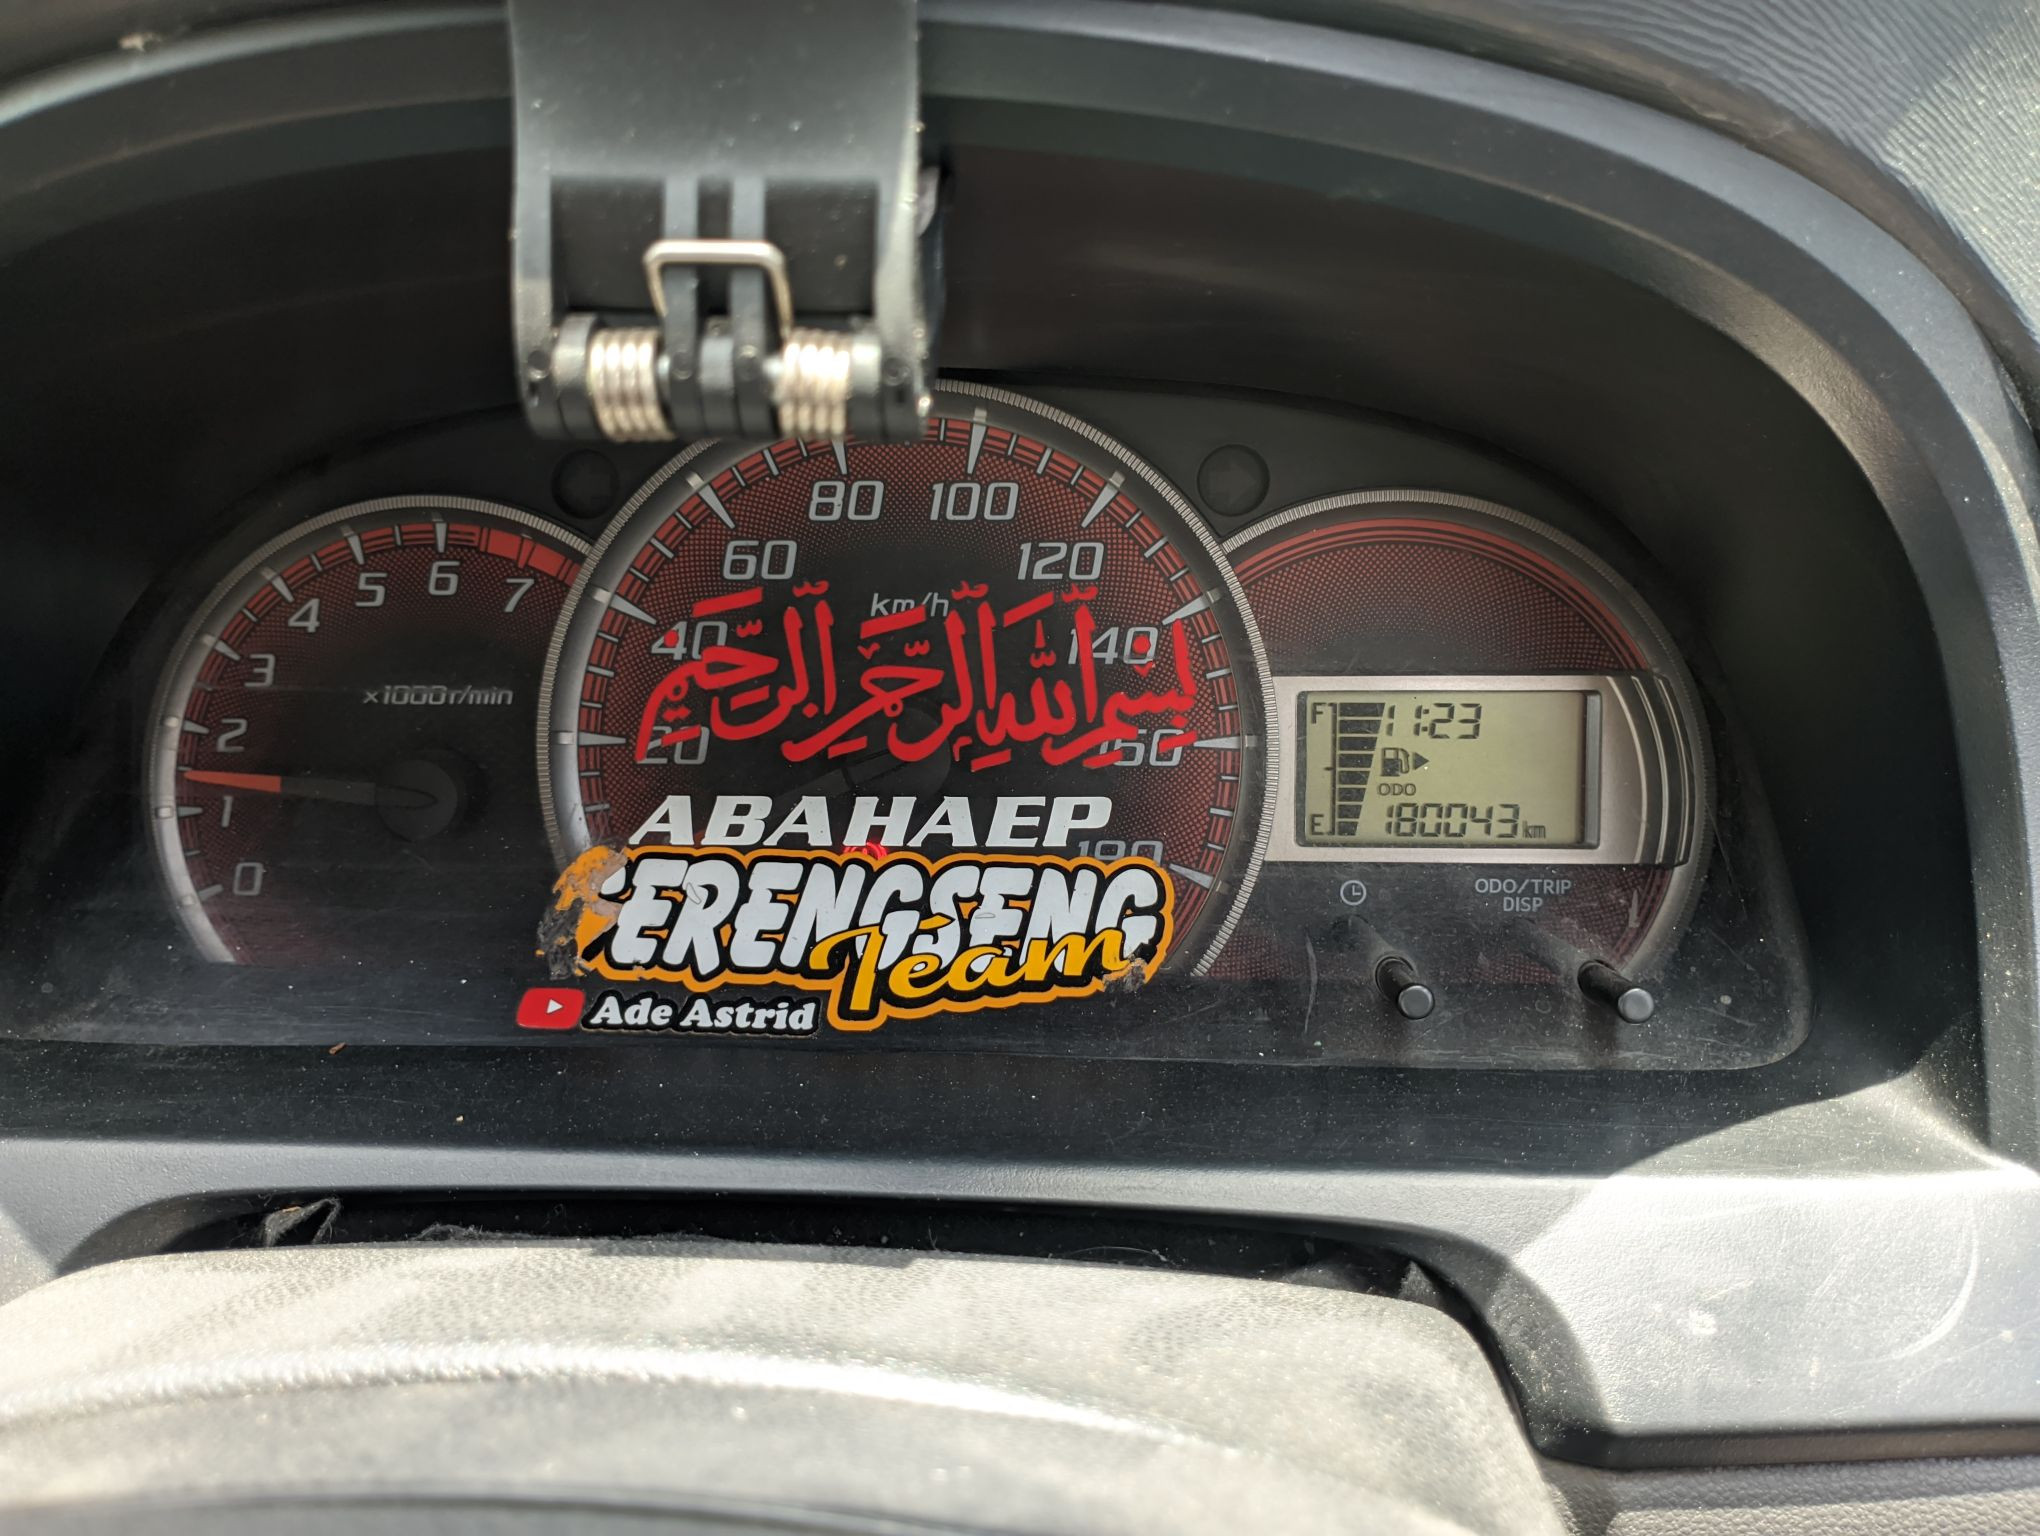 80 100
60 120
km/h
5 6 7
4
3
2
1
0
x1000r/min
40 140
بسم الله الرحمن الرحيم
20 160
180
ABAHAEP
ERENGSENG
Team
Ade Astrid
F 11:23
ODO
E 180043 km
ODO/TRIP
DISP